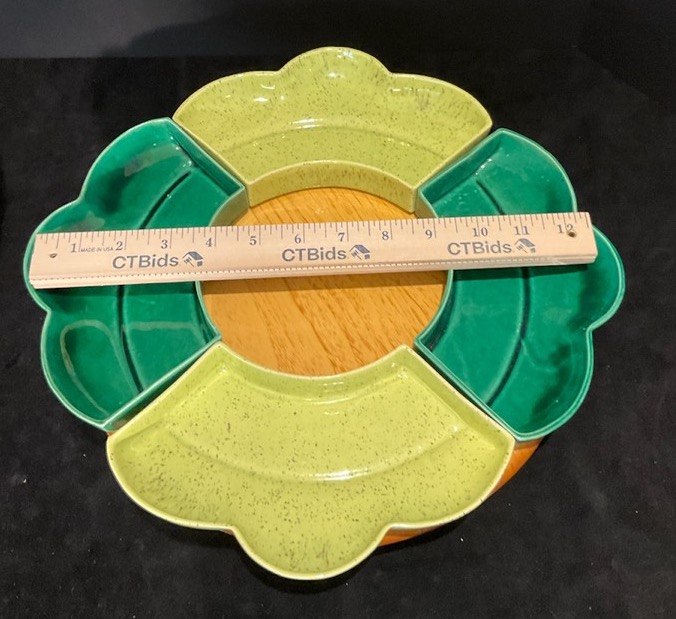 1 2 3 4 5 6 7 8 9 10 11 12
MADE IN USA
CTBids CTBids CTBids